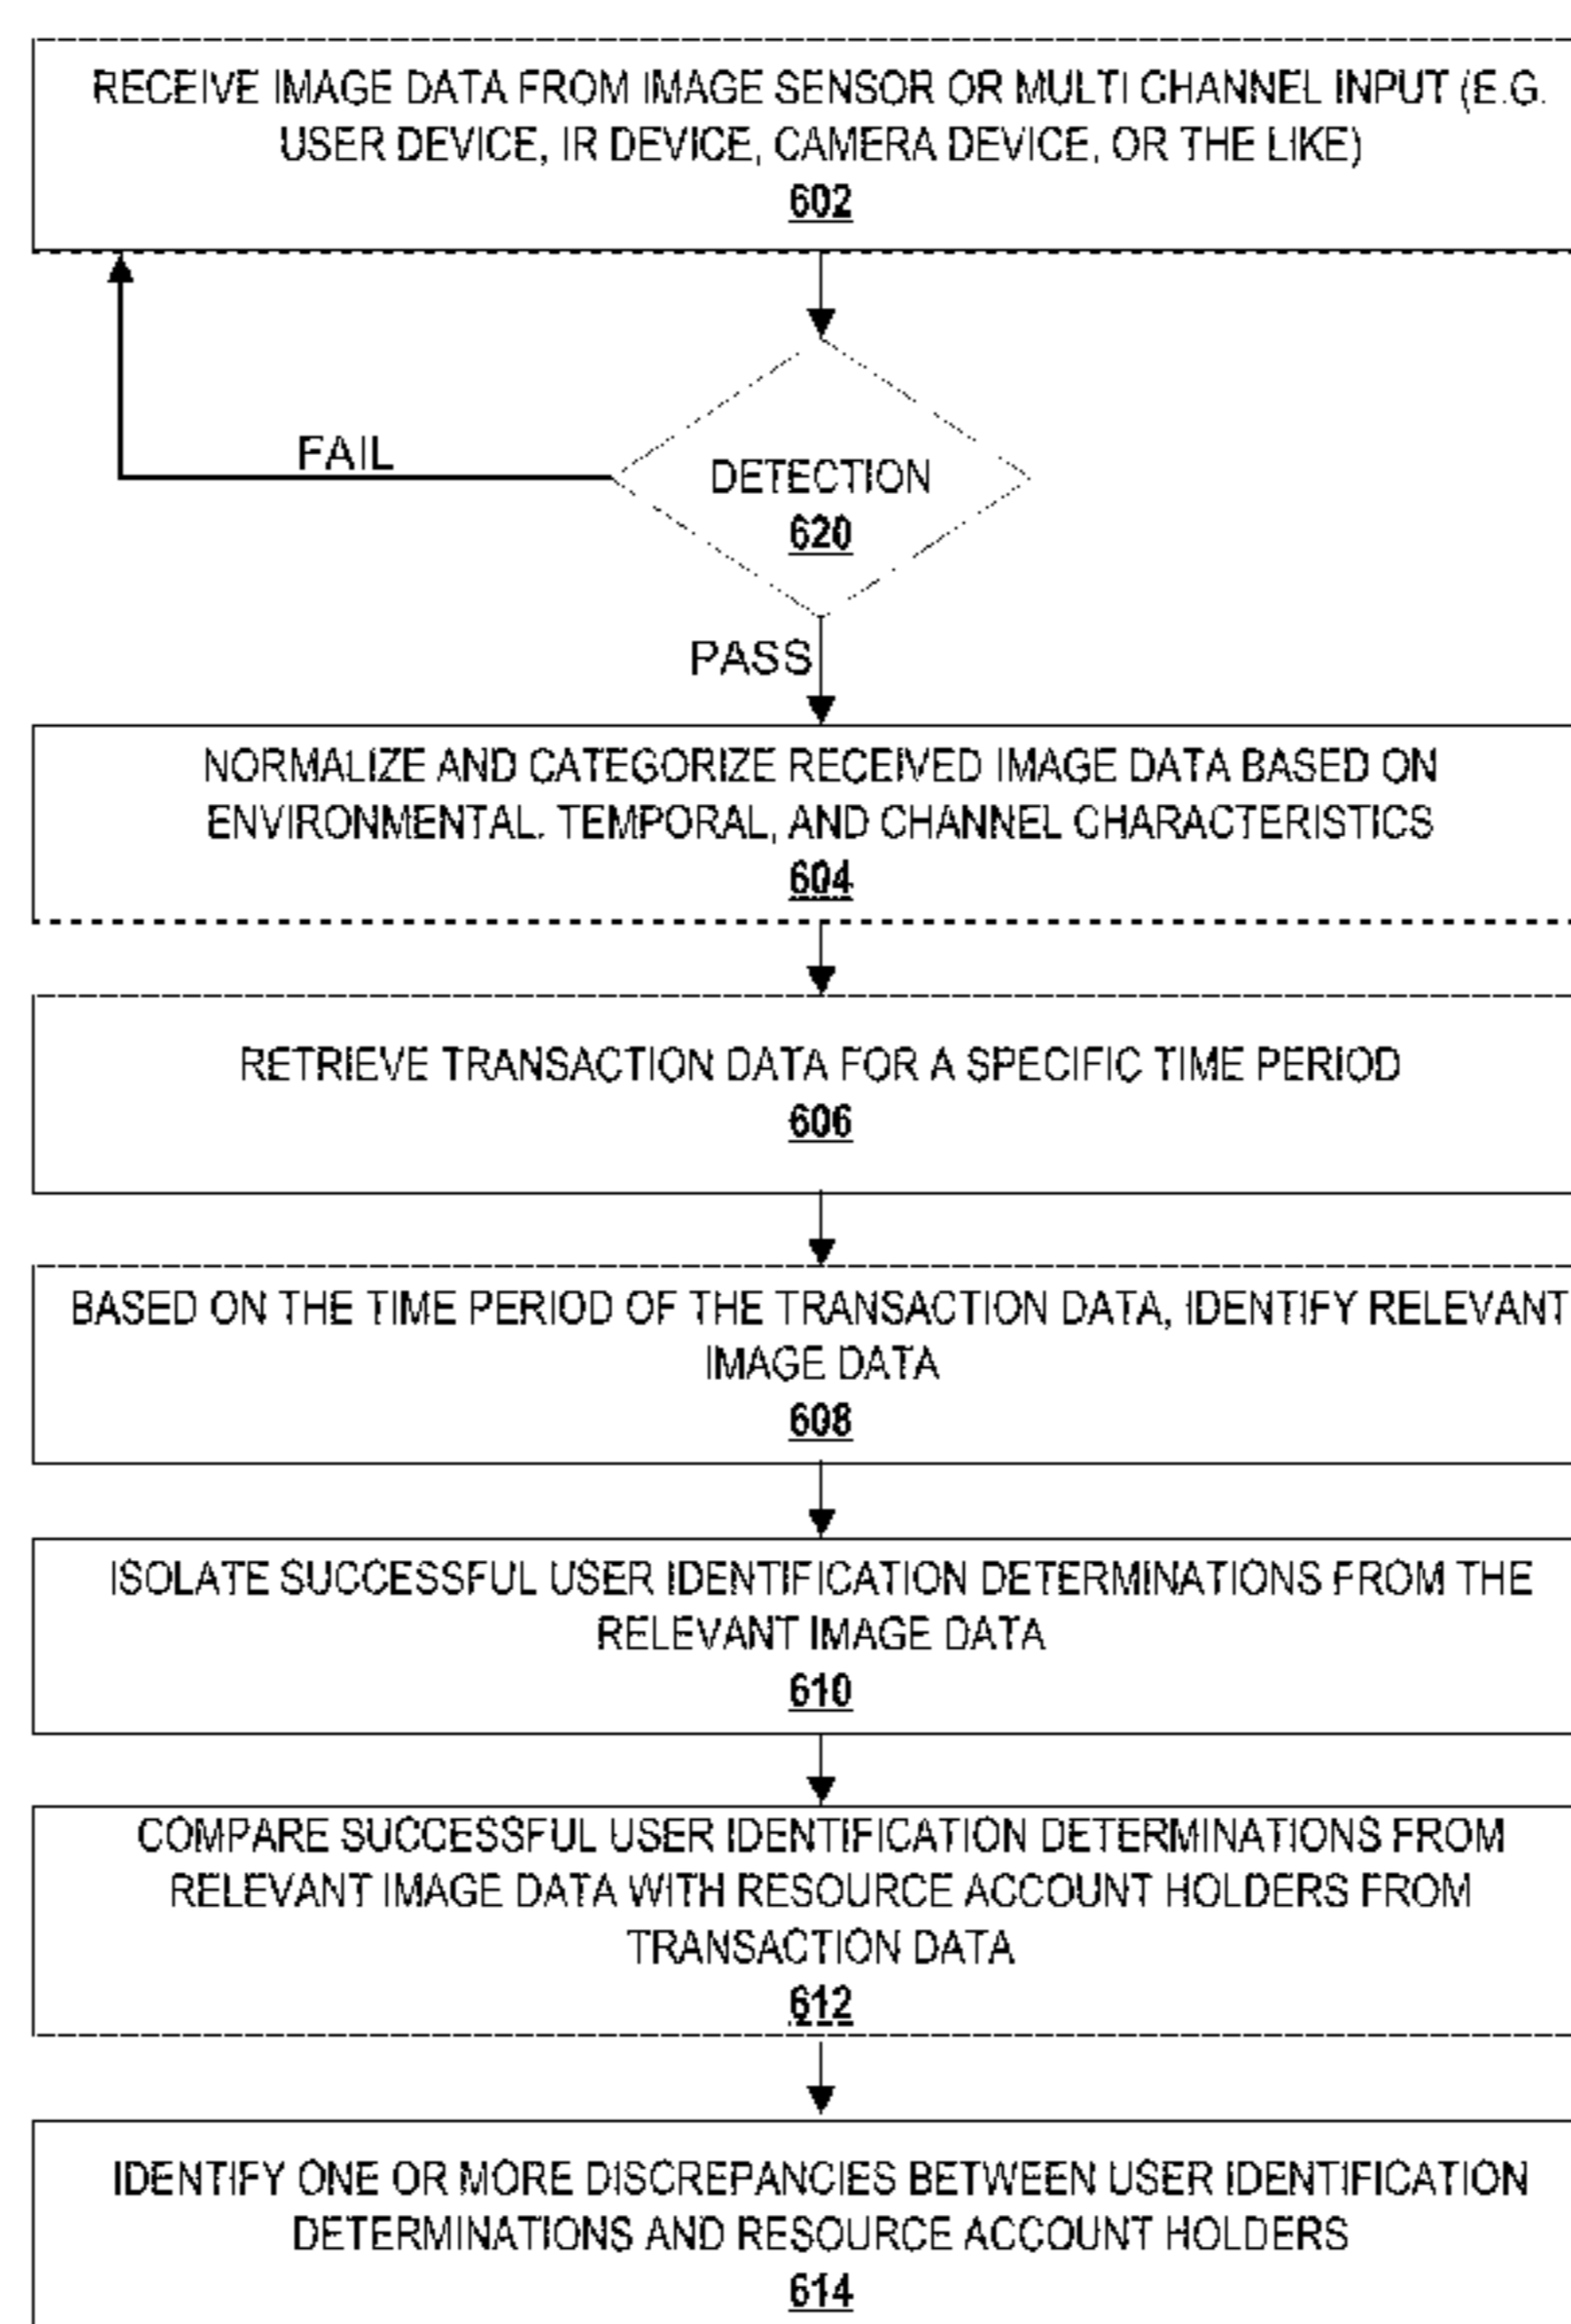 RECEIVE IMAGE DATA FROM IMAGE SENSOR OR MULTI CHANNEL INPUT (E.G.
USER DEVICE, IR DEVICE, CAMERA DEVICE, OR THE LIKE)
602
FAIL
DETECTION
620
PASS
NORMALIZE AND CATEGORIZE RECEIVED IMAGE DATA BASED ON
ENVIRONMENTAL, TEMPORAL, AND CHANNEL CHARACTERISTICS
604
RETRIEVE TRANSACTION DATA FOR A SPECIFIC TIME PERIOD
606
BASED ON THE TIME PERIOD OF THE TRANSACTION DATA, IDENTIFY RELEVANT
IMAGE DATA
608
ISOLATE SUCCESSFUL USER IDENTIFICATION DETERMINATIONS FROM THE
RELEVANT IMAGE DATA
610
COMPARE SUCCESSFUL USER IDENTIFICATION DETERMINATIONS FROM
RELEVANT IMAGE DATA WITH RESOURCE ACCOUNT HOLDERS FROM
TRANSACTION DATA
612
IDENTIFY ONE OR MORE DISCREPANCIES BETWEEN USER IDENTIFICATION
DETERMINATIONS AND RESOURCE ACCOUNT HOLDERS
614